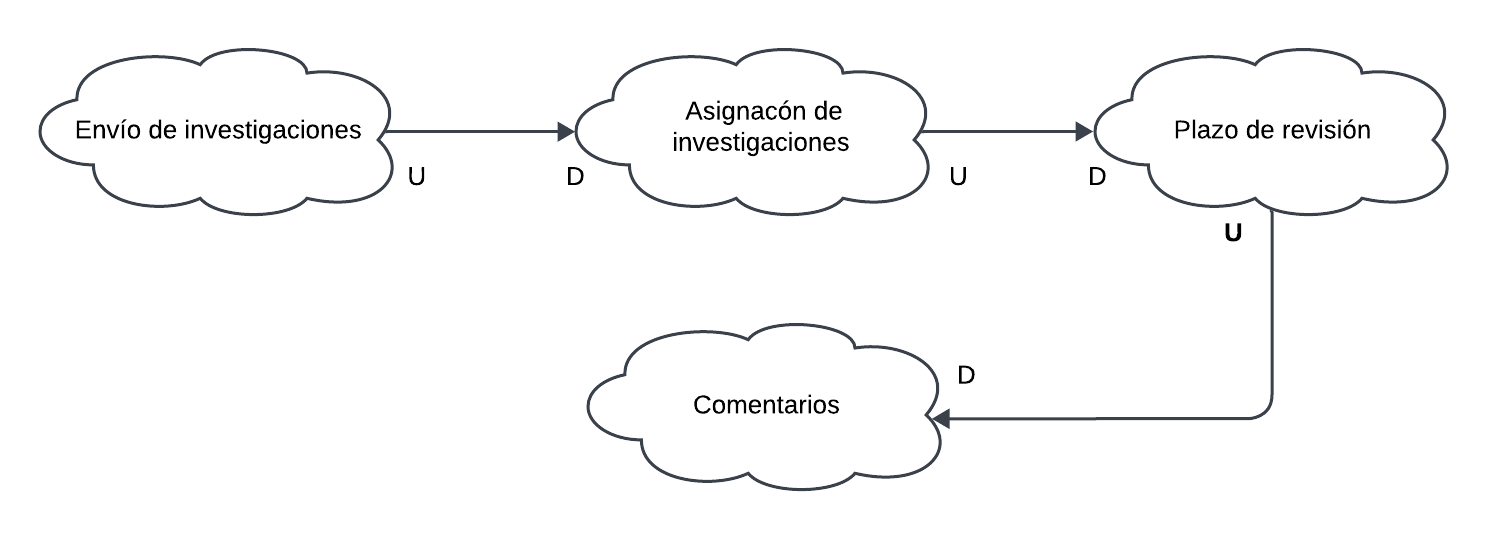 Envío de investigaciones
U
D
Asignacón de
investigaciones
U
D
Plazo de revisión
U
D
Comentarios